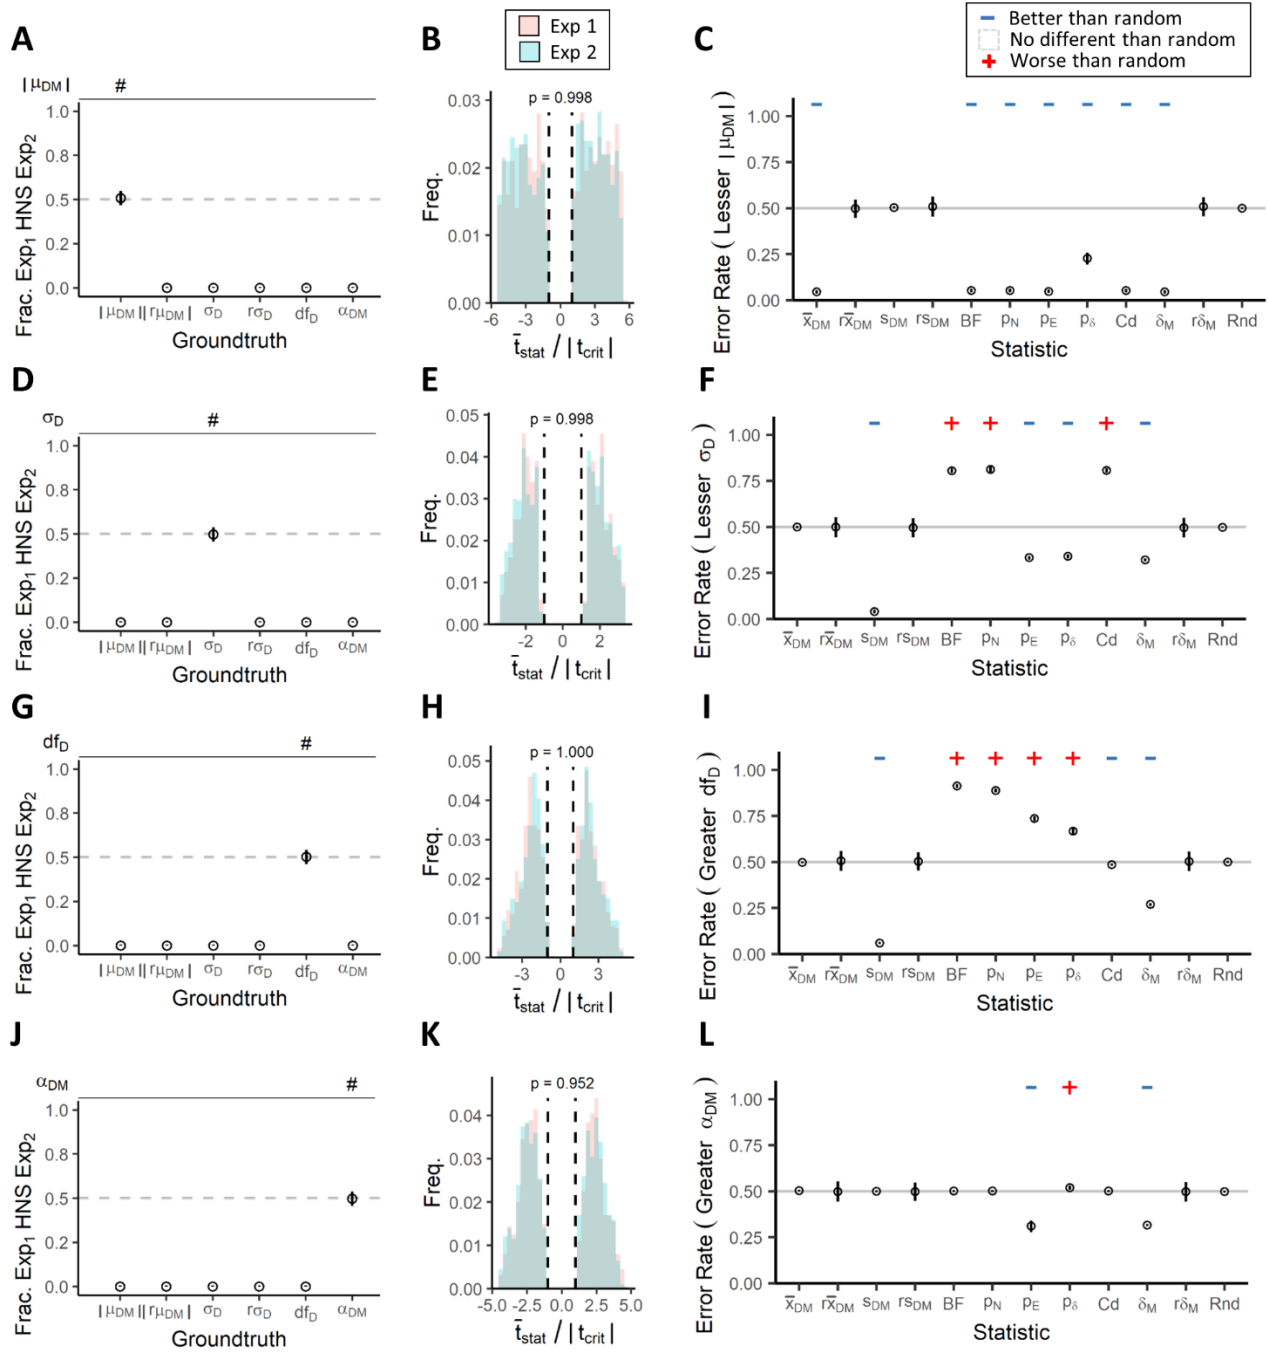 A
|μDM| #
Frac. Exp1 HNS Exp2
1.0
0.8
0.5
0.2
0.0
|μDM| |rμDM| σD rσD dfD αDM
Groundtruth
Exp 1
Exp 2
B
p = 0.998
Freq.
0.03
0.02
0.01
0.00
-6 -3 0 3 6
t̄stat / |tcrit|
Better than random
No different than random
Worse than random
C
Error Rate ( Lesser |μDM| )
1.00
0.75
0.50
0.25
0.00
x̄DM rx̄DM sDM rsDM BF pN pE pδ Cd δM rδM Rnd
Statistic
D
σD #
Frac. Exp1 HNS Exp2
1.0
0.8
0.5
0.2
0.0
|μDM| |rμDM| σD rσD dfD αDM
Groundtruth
E
p = 0.998
Freq.
0.05
0.04
0.03
0.02
0.01
0.00
-2 0 2
t̄stat / |tcrit|
F
Error Rate ( Lesser σD )
1.00
0.75
0.50
0.25
0.00
x̄DM rx̄DM sDM rsDM BF pN pE pδ Cd δM rδM Rnd
Statistic
G
dfD #
Frac. Exp1 HNS Exp2
1.0
0.8
0.5
0.2
0.0
|μDM| |rμDM| σD rσD dfD αDM
Groundtruth
H
p = 1.000
Freq.
0.05
0.04
0.03
0.02
0.01
0.00
-3 0 3
t̄stat / |tcrit|
I
Error Rate ( Greater dfD )
1.00
0.75
0.50
0.25
0.00
x̄DM rx̄DM sDM rsDM BF pN pE pδ Cd δM rδM Rnd
Statistic
J
αDM #
Frac. Exp1 HNS Exp2
1.0
0.8
0.5
0.2
0.0
|μDM| |rμDM| σD rσD dfD αDM
Groundtruth
K
p = 0.952
Freq.
0.04
0.03
0.02
0.01
0.00
-5.0 -2.5 0.0 2.5 5.0
t̄stat / |tcrit|
L
Error Rate ( Greater αDM )
1.00
0.75
0.50
0.25
0.00
x̄DM rx̄DM sDM rsDM BF pN pE pδ Cd δM rδM Rnd
Statistic